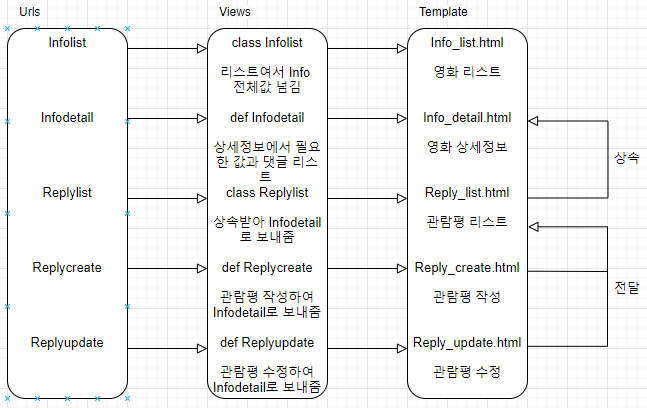 Urls
Views
Template
Infolist
class Infolist
Info_list.html
리스트여서 Info
전체값 넘김
영화 리스트
Infodetail
def Infodetail
Info_detail.html
상세정보에서 필요
한 값과 댓글 리스
트
영화 상세정보
상속
Replylist
class Replylist
Reply_list.html
상속받아 Infodetail
로 보내줌
관람평 리스트
Replycreate
def Replycreate
Reply_create.html
관람평 작성하여
Infodetail로 보내줌
관람평 작성
전달
Replyupdate
def Replyupdate
Reply_update.html
관람평 수정하여
Infodetail로 보내줌
관람평 수정